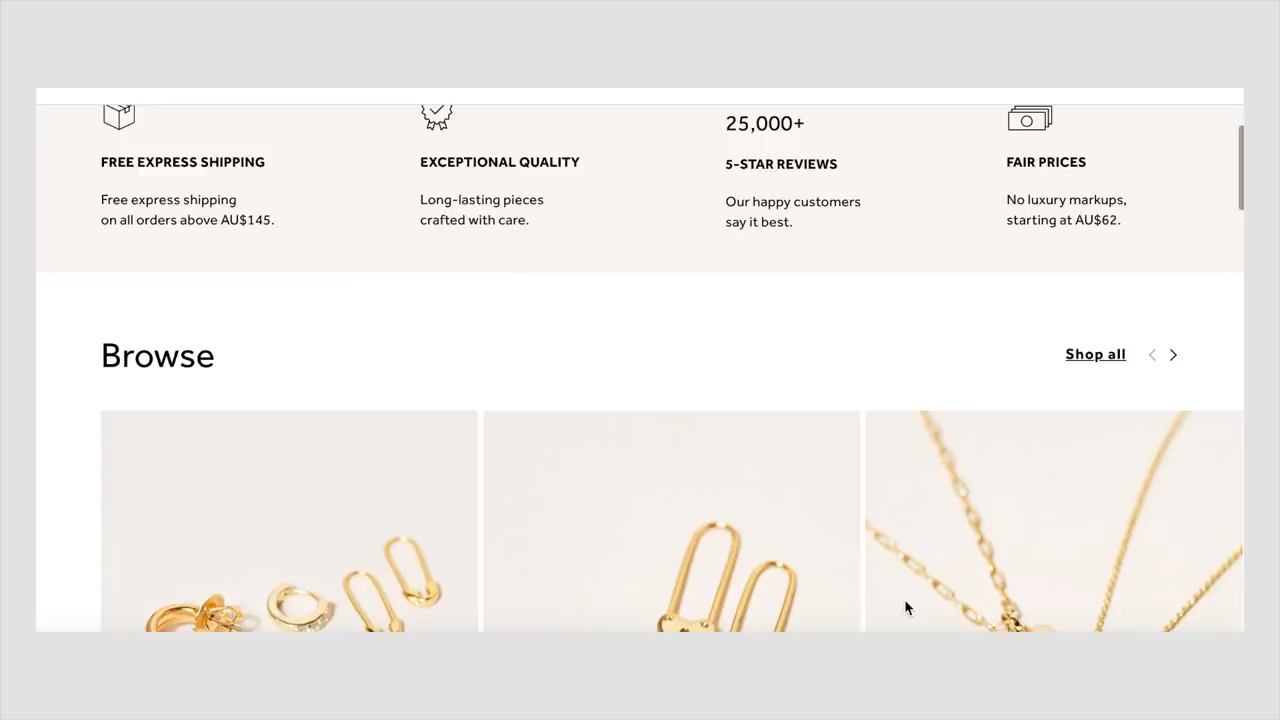 FREE EXPRESS SHIPPING
Free express shipping
on all orders above AU$145.
EXCEPTIONAL QUALITY
Long-lasting pieces
crafted with care.
25,000+
5-STAR REVIEWS
Our happy customers
say it best.
FAIR PRICES
No luxury markups,
starting at AU$62.
Browse
Shop all